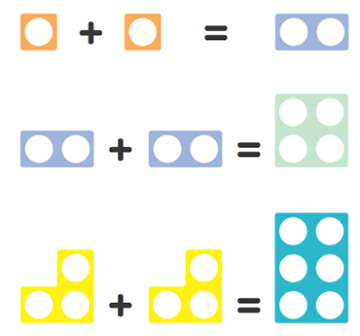 + =
+ =
+ =